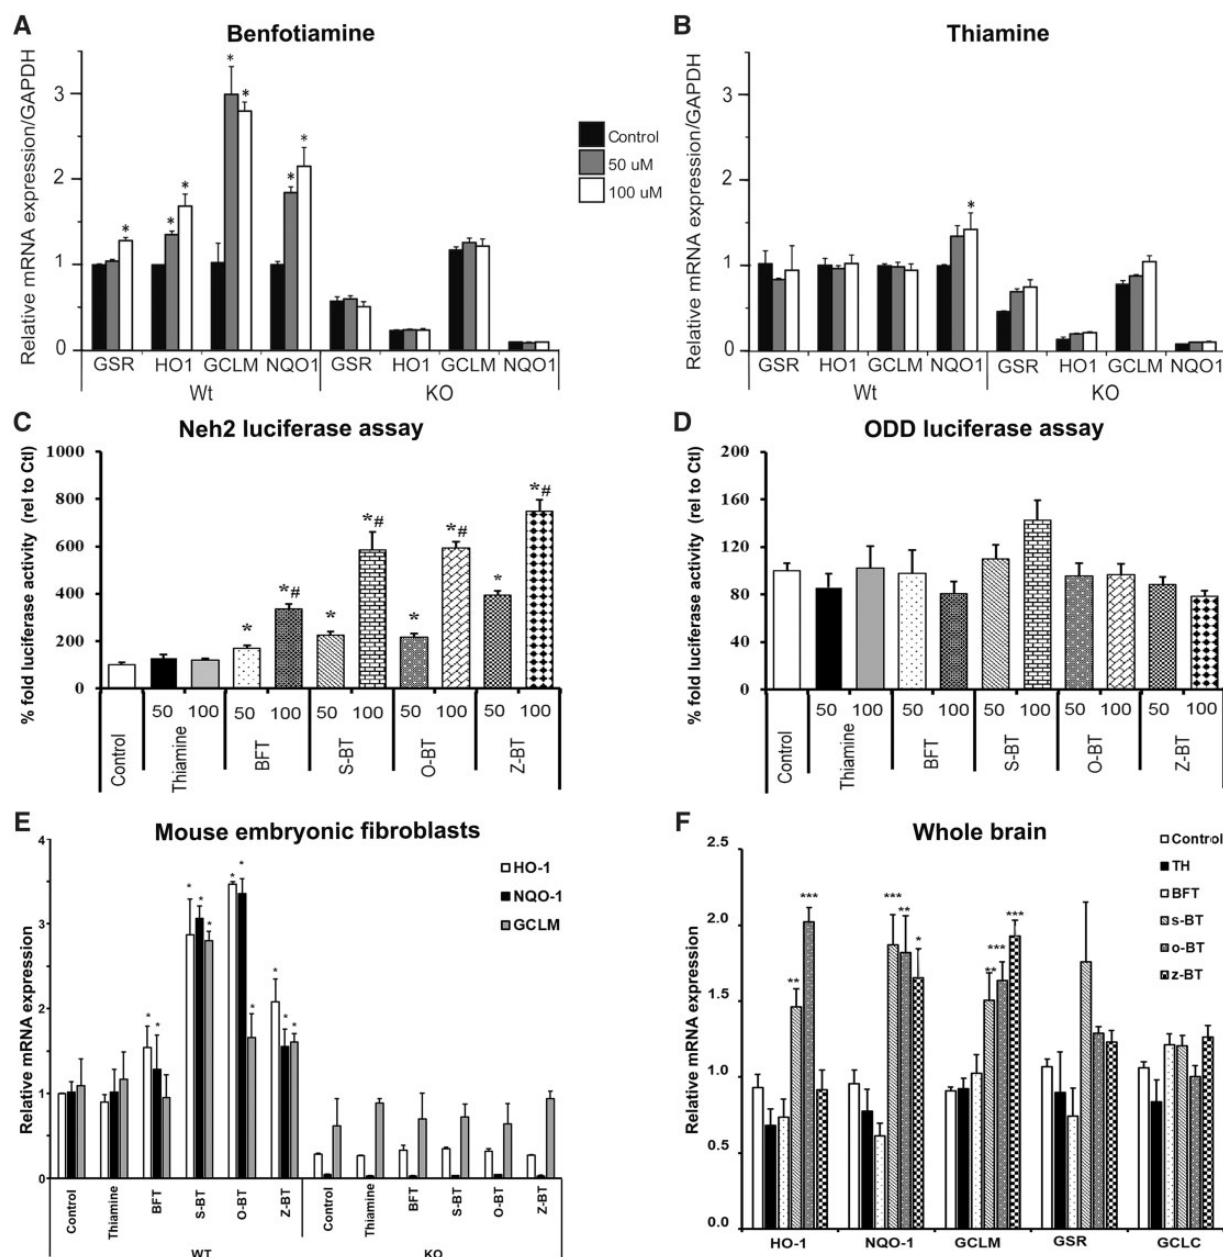 A
Benfotiamine
Relative mRNA expression/GAPDH
3
2
1
0
* * * * * * *
GSR HO1 GCLM NQO1 GSR HO1 GCLM NQO1
Wt KO
Control
50 uM
100 uM
B
Thiamine
Relative mRNA expression/GAPDH
3
2
1
0
*
GSR HO1 GCLM NQO1 GSR HO1 GCLM NQO1
Wt KO
C
Neh2 luciferase assay
% fold luciferase activity (rel to Ctl)
1000
800
600
400
200
0
* *# * *# * *# * *#
50 100 50 100 50 100 50 100 50 100
Control Thiamine BFT S-BT O-BT Z-BT
D
ODD luciferase assay
% fold luciferase activity (rel to Ctl)
200
160
120
80
40
0
50 100 50 100 50 100 50 100 50 100
Control Thiamine BFT S-BT O-BT Z-BT
E
Mouse embryonic fibroblasts
Relative mRNA expression
4
3
2
1
0
* * * * * * * * * * *
HO-1
NQO-1
GCLM
Control Thiamine BFT S-BT O-BT Z-BT Control Thiamine BFT S-BT O-BT Z-BT
WT KO
F
Whole brain
Relative mRNA expression
2.5
2.0
1.5
1.0
0.5
0.0
** *** *** ** * ** *** ***
Control
TH
BFT
s-BT
o-BT
z-BT
HO-1 NQO-1 GCLM GSR GCLC